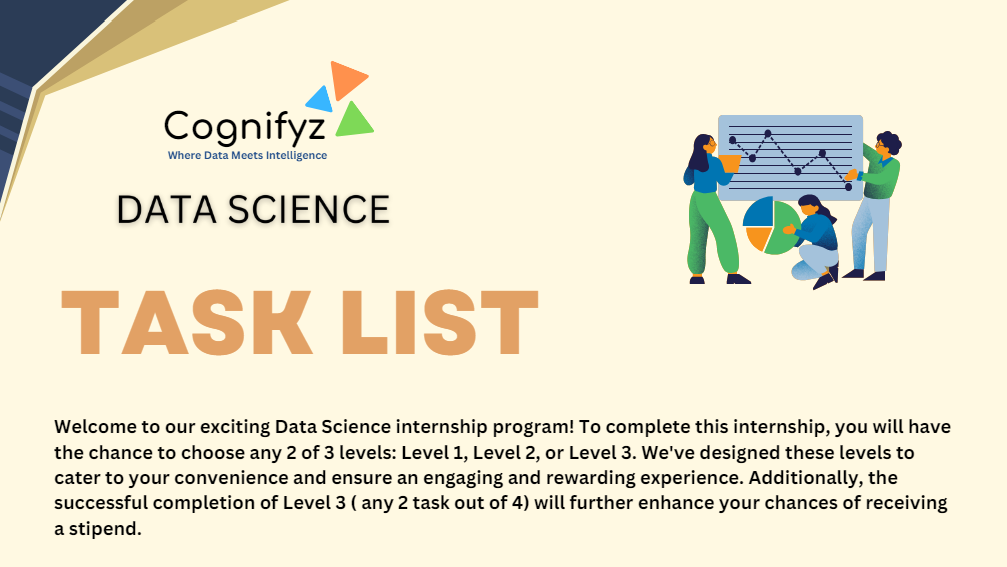 Cognifyz
Where Data Meets Intelligence
DATA SCIENCE
TASK LIST
Welcome to our exciting Data Science internship program! To complete this internship, you will have
the chance to choose any 2 of 3 levels: Level 1, Level 2, or Level 3. We've designed these levels to
cater to your convenience and ensure an engaging and rewarding experience. Additionally, the
successful completion of Level 3 ( any 2 task out of 4) will further enhance your chances of receiving
a stipend.